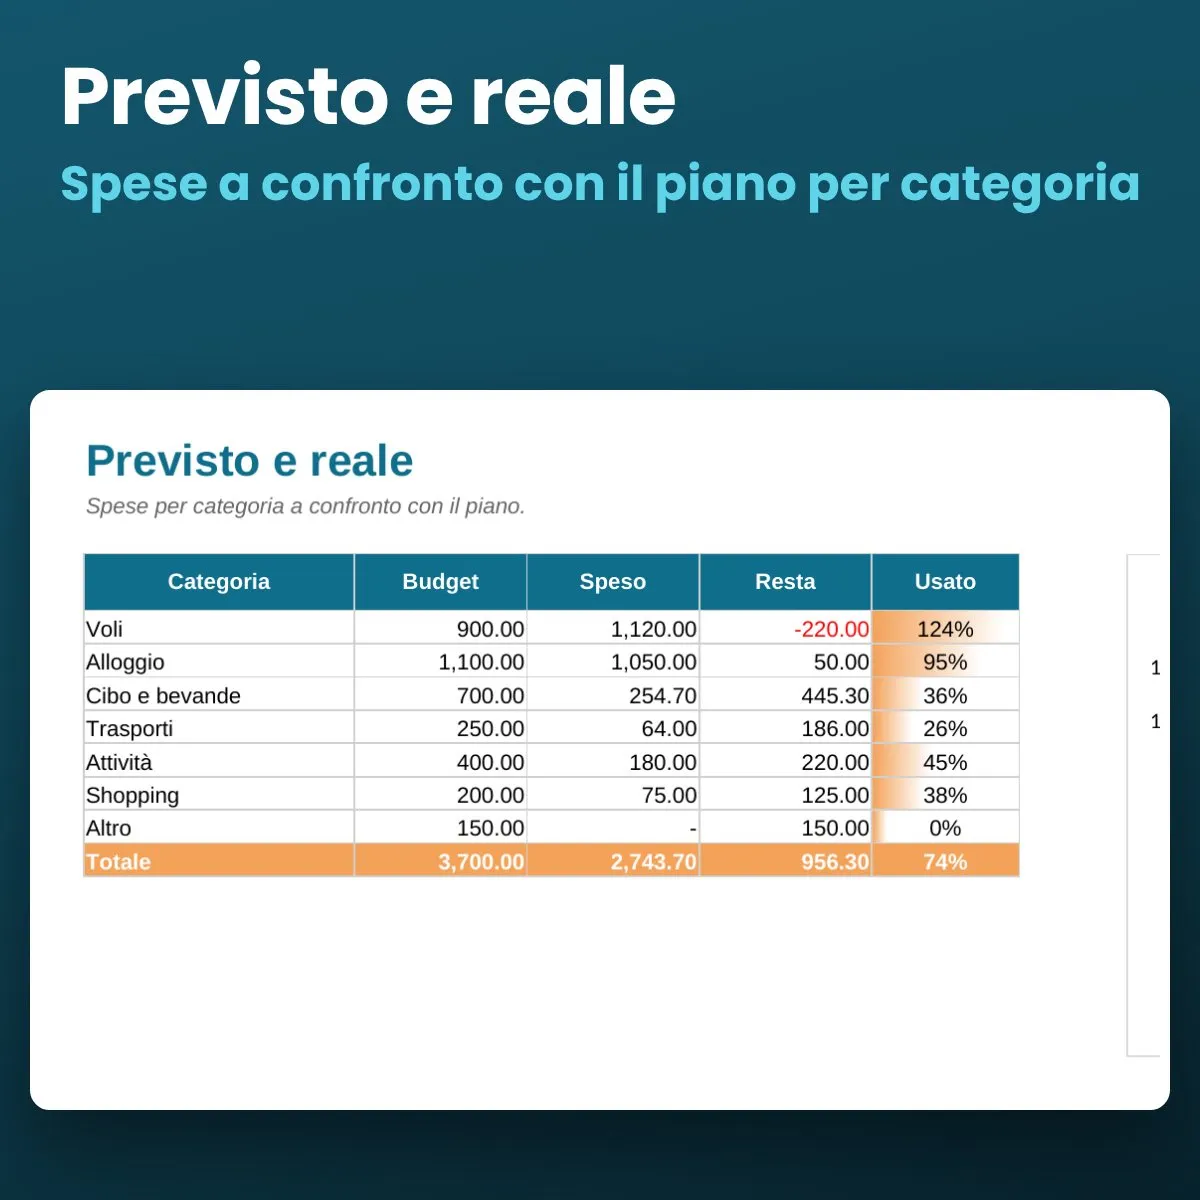 Previsto e reale
Spese a confronto con il piano per categoria
Previsto e reale
Spese per categoria a confronto con il piano.
Categoria Budget Speso Resta Usato
Voli 900.00 1,120.00 -220.00 124%
Alloggio 1,100.00 1,050.00 50.00 95%
Cibo e bevande 700.00 254.70 445.30 36%
Trasporti 250.00 64.00 186.00 26%
Attività 400.00 180.00 220.00 45%
Shopping 200.00 75.00 125.00 38%
Altro 150.00 - 150.00 0%
Totale 3,700.00 2,743.70 956.30 74%
1
1